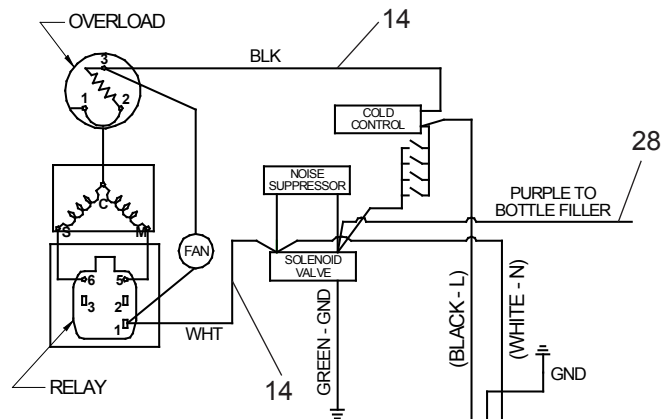 OVERLOAD
14
BLK
3
1
2
COLD
CONTROL
28
NOISE
SUPPRESSOR
PURPLE TO
BOTTLE FILLER
C
S
M
FAN
SOLENOID
VALVE
6
5
3
2
1
WHT
GREEN - GND
(BLACK - L)
(WHITE - N)
GND
RELAY
14